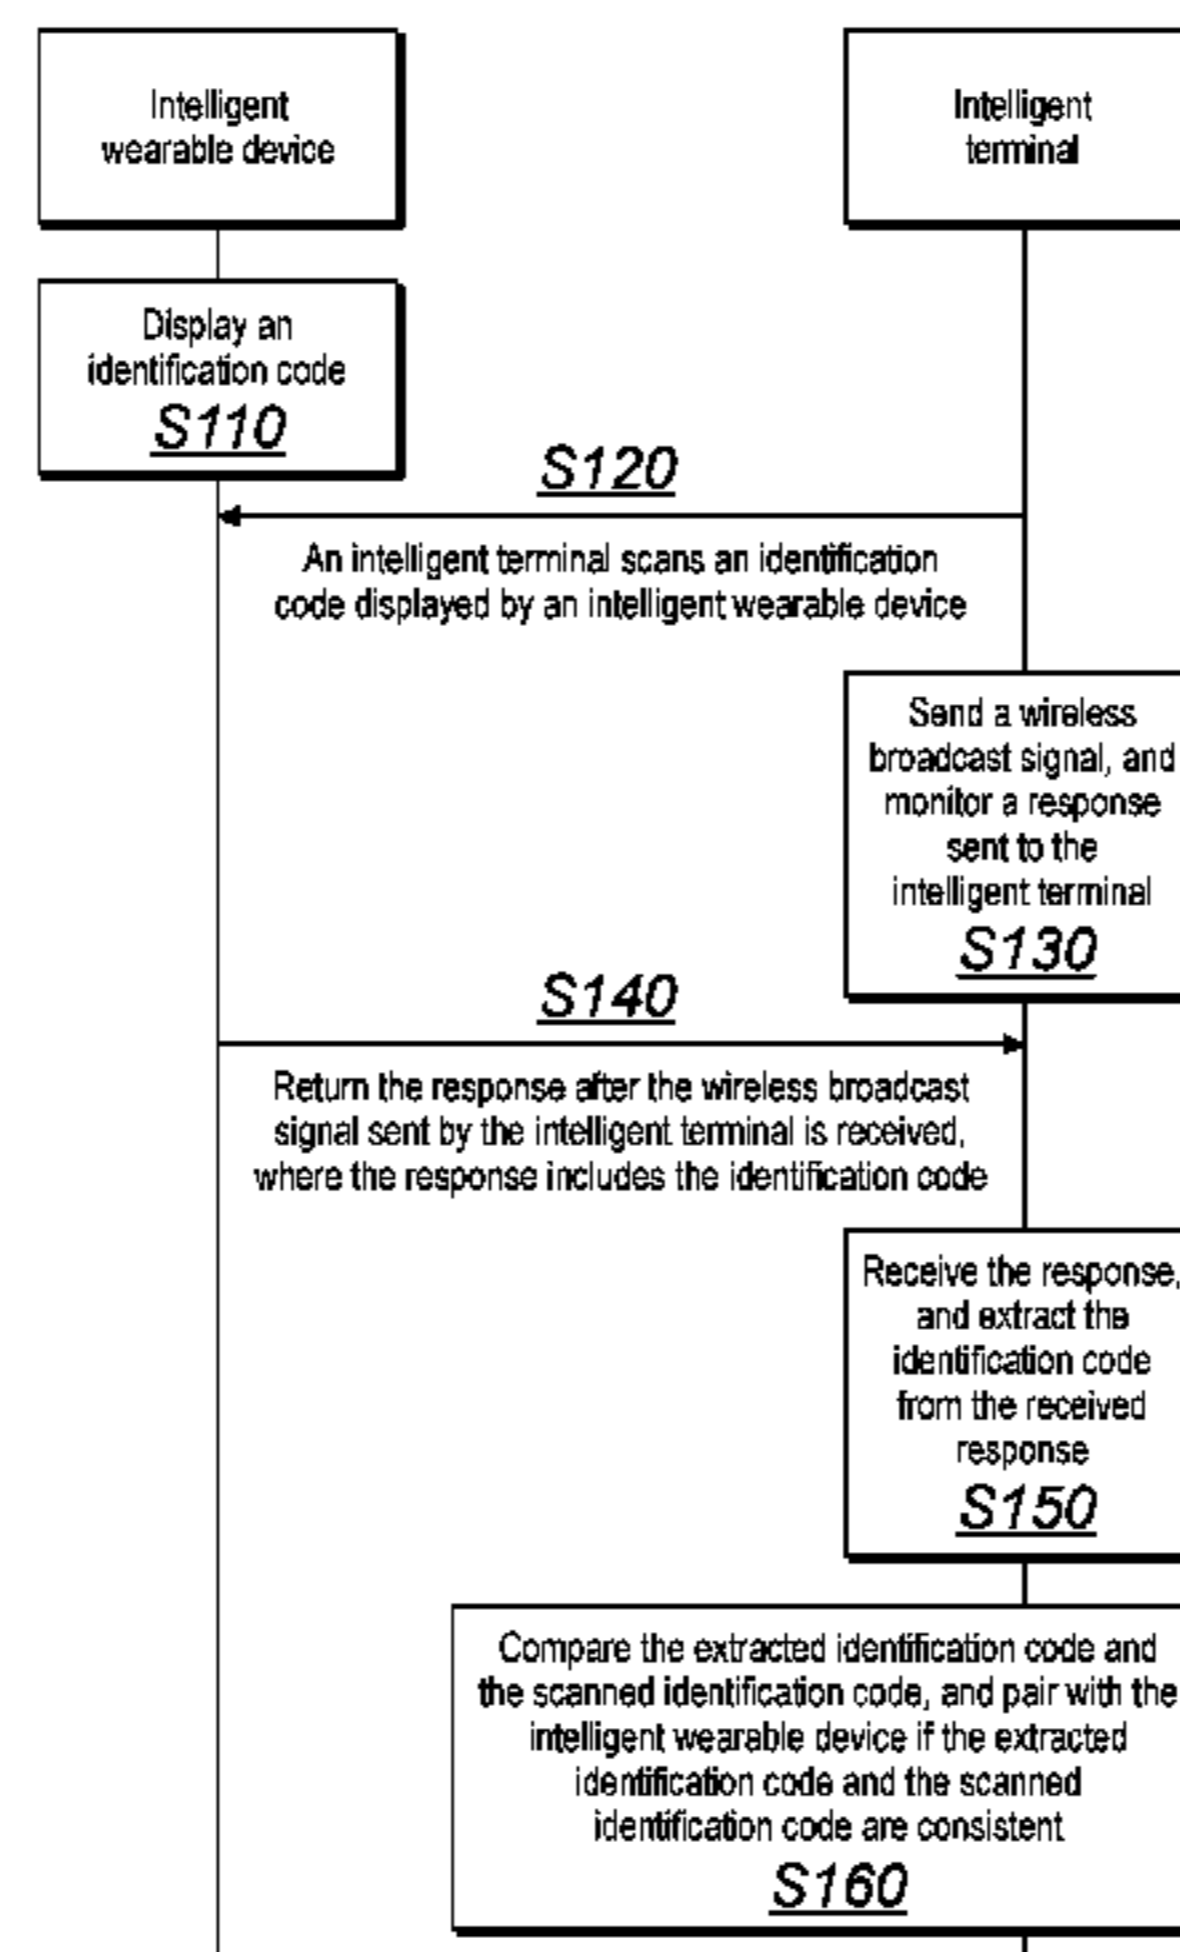 Intelligent
wearable device
Intelligent
terminal
Display an
identification code
S110
S120
An intelligent terminal scans an identification
code displayed by an intelligent wearable device
Send a wireless
broadcast signal, and
monitor a response
sent to the
intelligent terminal
S130
S140
Return the response after the wireless broadcast
signal sent by the intelligent terminal is received,
where the response includes the identification code
Receive the response,
and extract the
identification code
from the received
response
S150
Compare the extracted identification code and
the scanned identification code, and pair with the
intelligent wearable device if the extracted
identification code and the scanned
identification code are consistent
S160